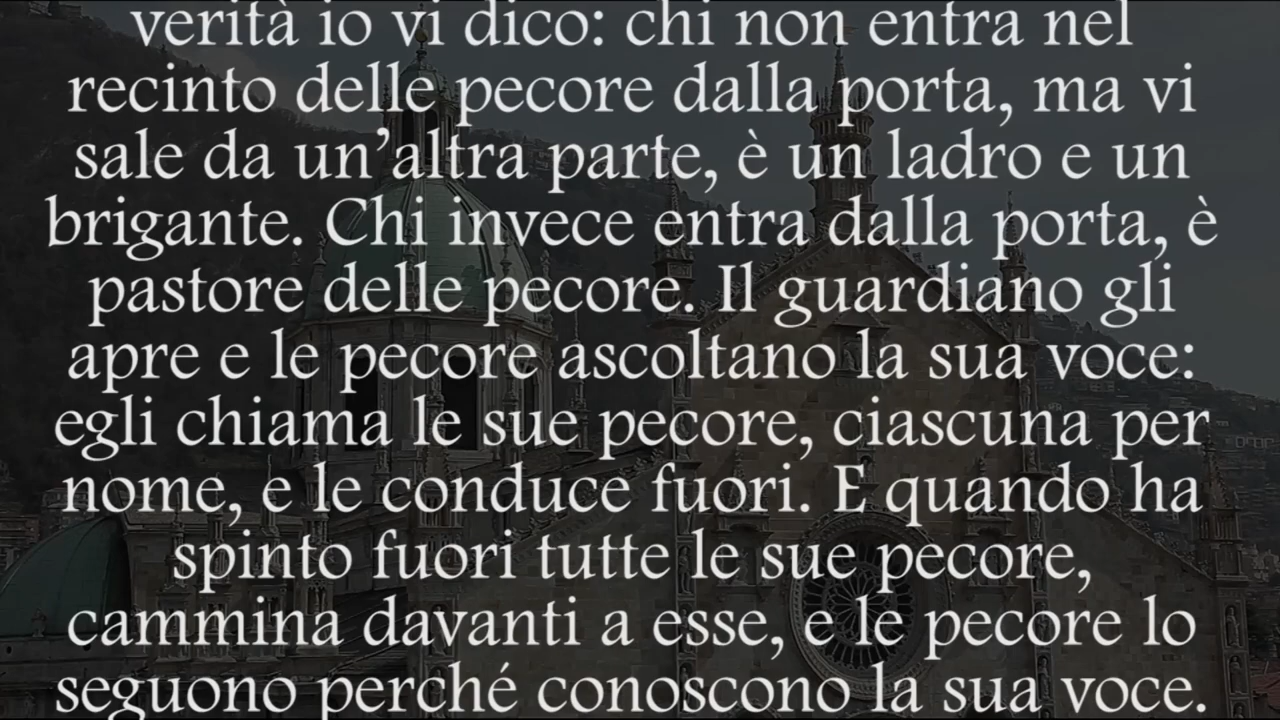 verità io vi dico: chi non entra nel
recinto delle pecore dalla porta, ma vi
sale da un’altra parte, è un ladro e un
brigante. Chi invece entra dalla porta, è
pastore delle pecore. Il guardiano gli
apre e le pecore ascoltano la sua voce:
egli chiama le sue pecore, ciascuna per
nome, e le conduce fuori. E quando ha
spinto fuori tutte le sue pecore,
cammina davanti a esse, e le pecore lo
seguono perché conoscono la sua voce.